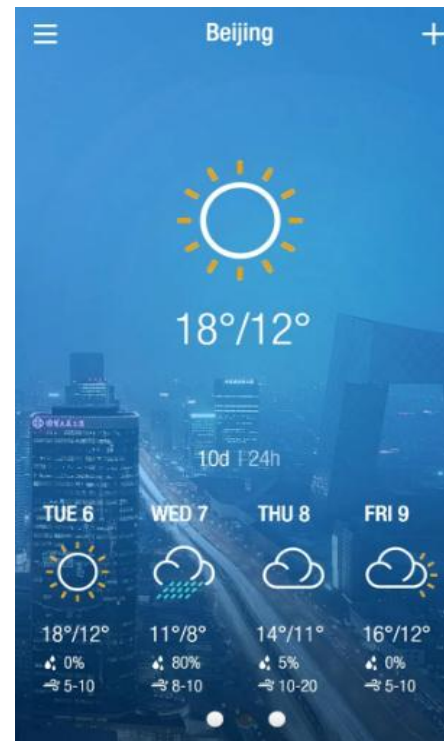 Beijing
18°/12°
10d | 24h
TUE 6 WED 7 THU 8 FRI 9
18°/12° 11°/8° 14°/11° 16°/12°
0% 80% 5% 0%
5-10 8-10 10-20 5-10